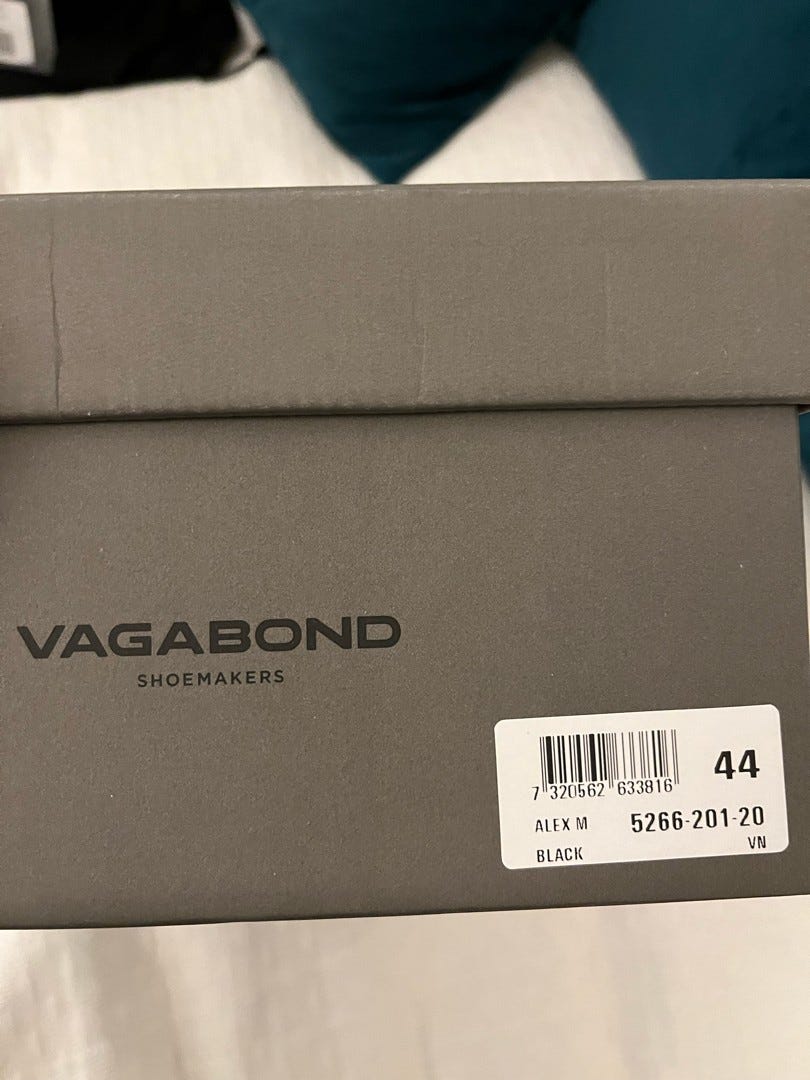 VAGABOND
SHOEMAKERS
44
7 320562 633816
ALEX M 5266-201-20
BLACK VN